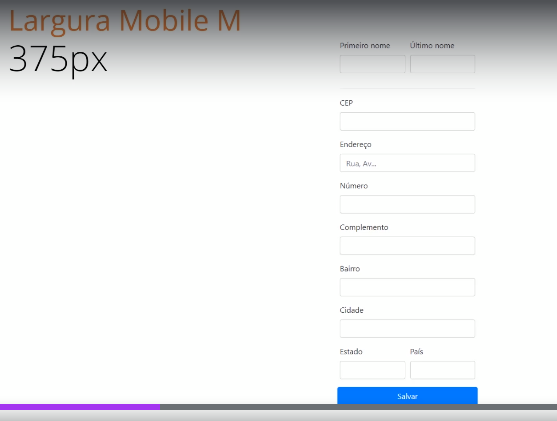 Largura Mobile M
375px
Primeiro nome Último nome
CEP
Endereço
Rua, Av...
Número
Complemento
Bairro
Cidade
Estado País
Salvar